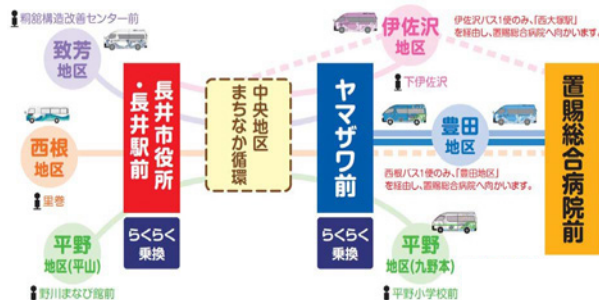 桐舘構造改善センター前
致芳
地区
西根
地区
里巻
平野
地区(平山)
野川まなび館前
長井市役所
・長井駅前
らくらく
乗換
中央地区
まちなか循環
ヤマザワ前
らくらく
乗換
伊佐沢
地区
伊佐沢バス1便のみ、「西大塚駅」
を経由し、置賜総合病院へ向かいます。
下伊佐沢
豊田
地区
西根バス1便のみ、「豊田地区」
を経由し、置賜総合病院へ向かいます。
平野
地区(九野本)
平野小学校前
置賜総合病院前